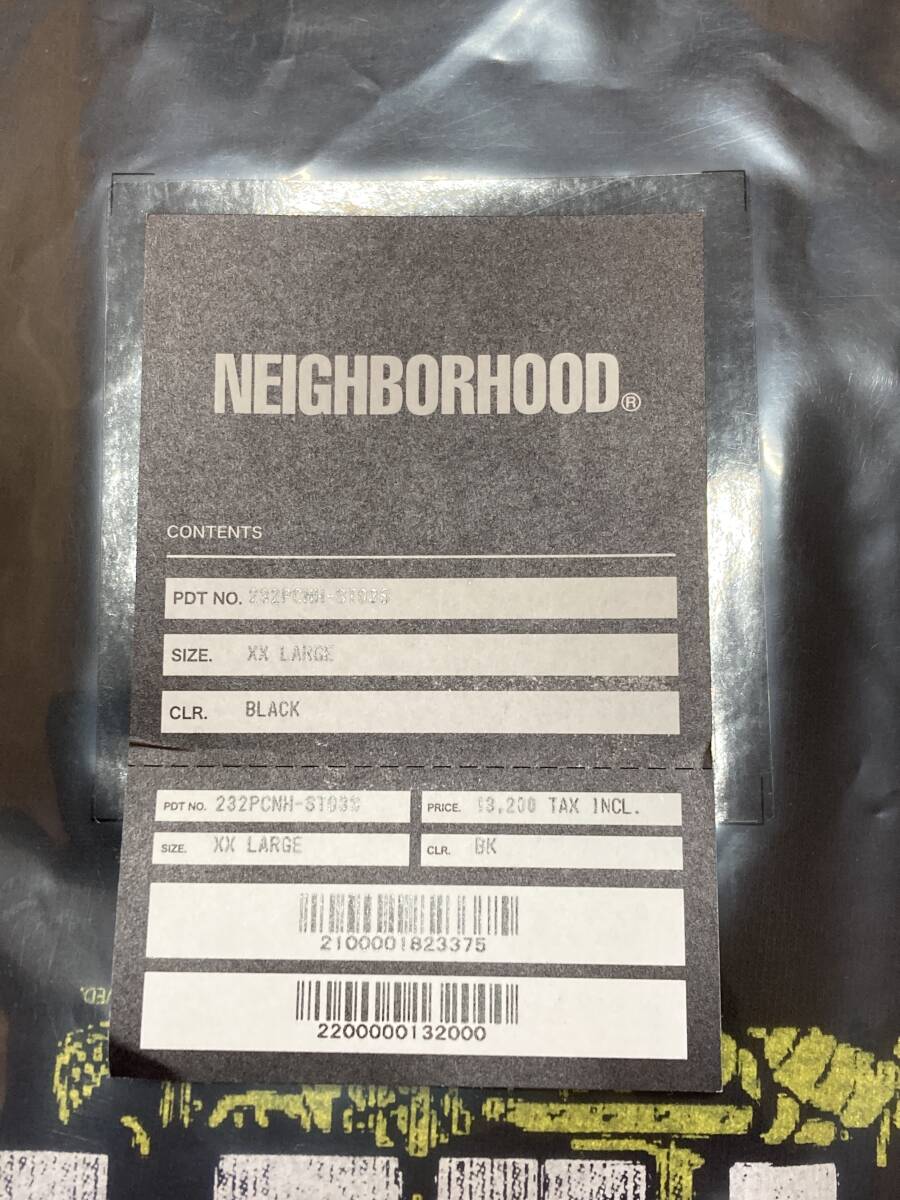 NEIGHBORHOOD®
CONTENTS
PDT NO. 232PCNH-ST03S
SIZE. XX LARGE
CLR. BLACK
PDT NO. 232PCNH-ST03S
PRICE. 13,200 TAX INCL.
SIZE. XX LARGE
CLR. BK
2100001823375
2200000132000